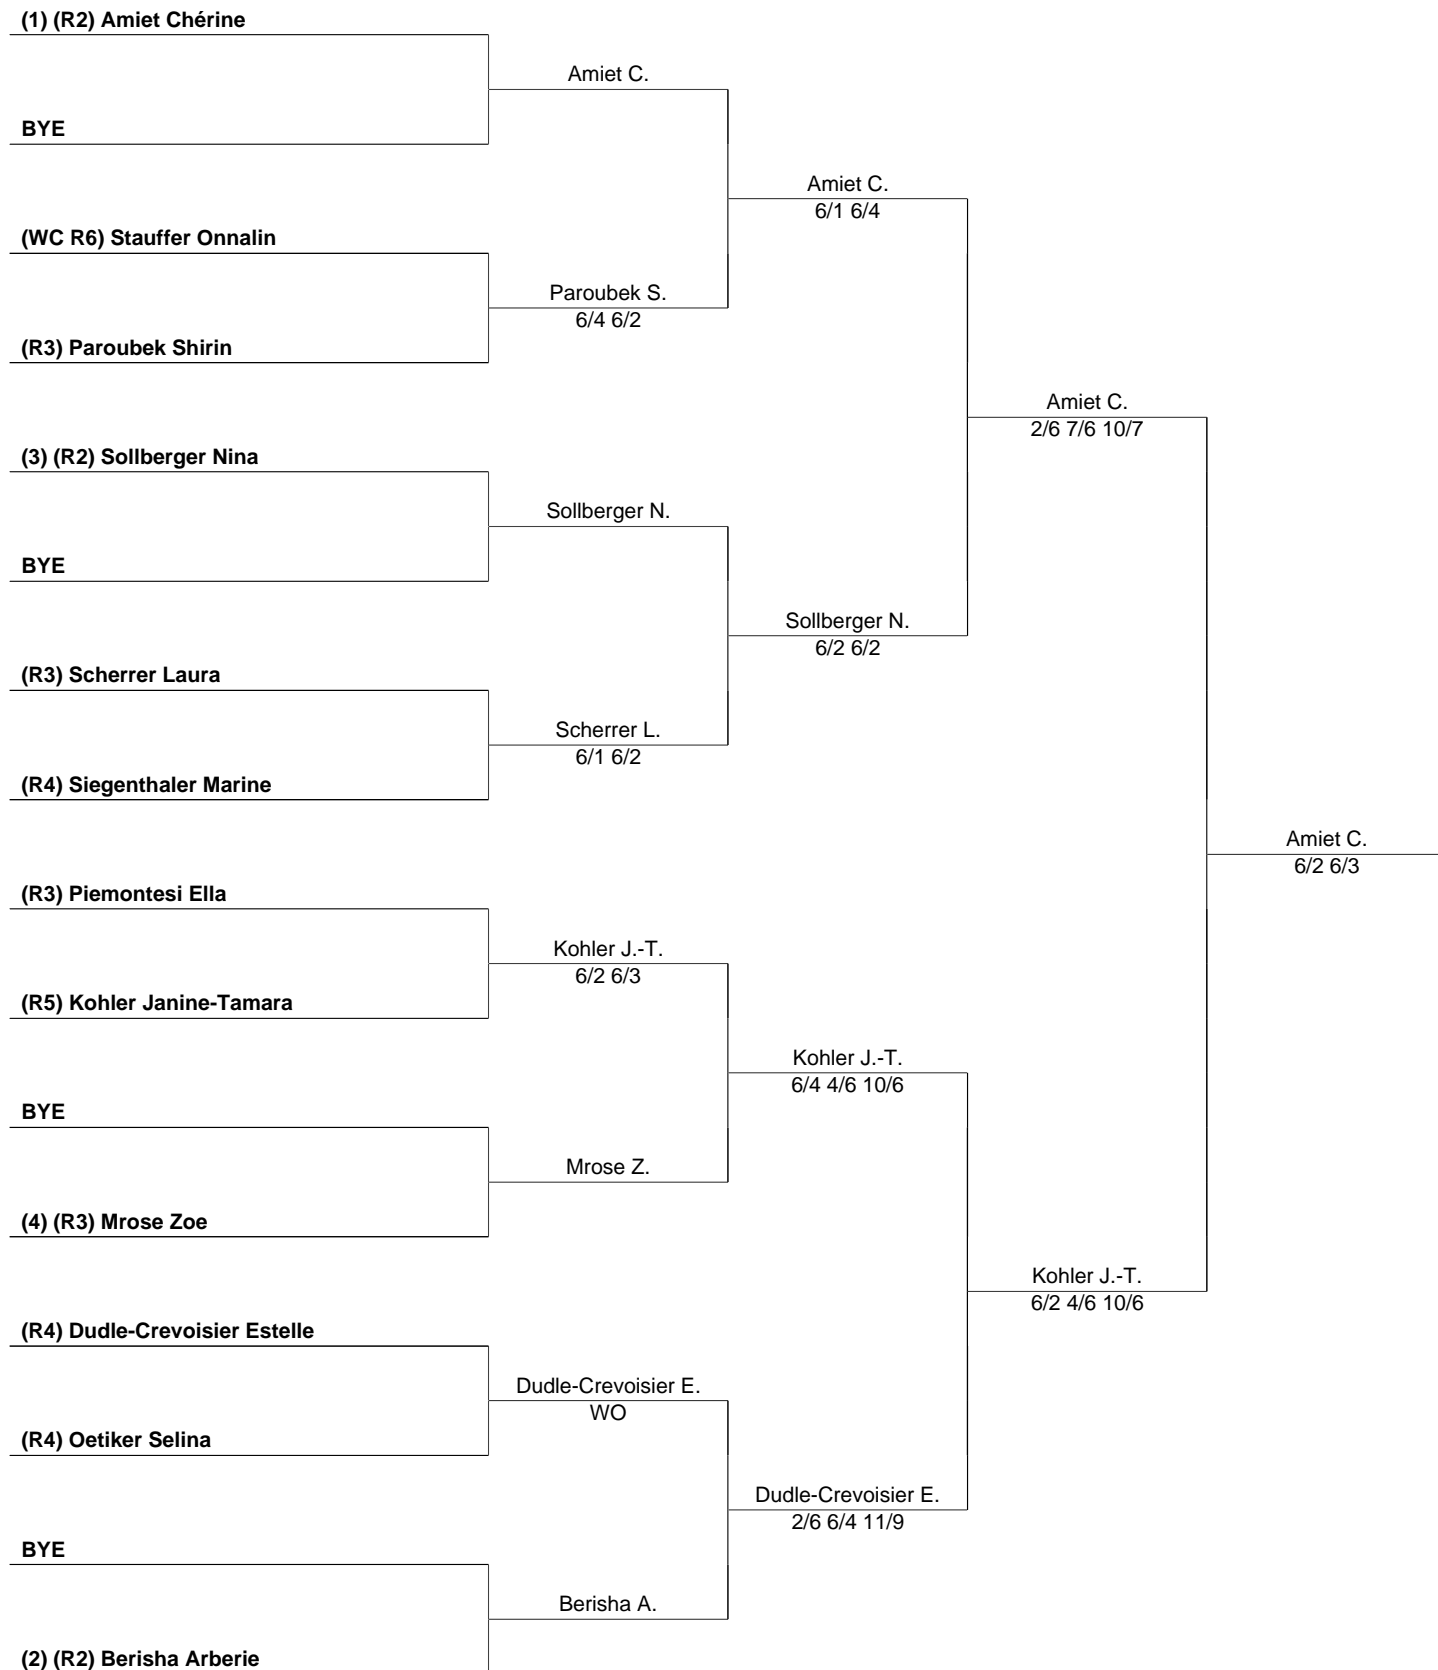 (1) (R2) Amiet Chérine
Amiet C.
BYE
Amiet C.
6/1 6/4
(WC R6) Stauffer Onnalin
Paroubek S.
6/4 6/2
(R3) Paroubek Shirin
Amiet C.
2/6 7/6 10/7
(3) (R2) Sollberger Nina
Sollberger N.
BYE
Sollberger N.
6/2 6/2
(R3) Scherrer Laura
Scherrer L.
6/1 6/2
(R4) Siegenthaler Marine
Amiet C.
6/2 6/3
(R3) Piemontesi Ella
Kohler J.-T.
6/2 6/3
(R5) Kohler Janine-Tamara
Kohler J.-T.
6/4 4/6 10/6
BYE
Mrose Z.
(4) (R3) Mrose Zoe
Kohler J.-T.
6/2 4/6 10/6
(R4) Dudle-Crevoisier Estelle
Dudle-Crevoisier E.
WO
(R4) Oetiker Selina
Dudle-Crevoisier E.
2/6 6/4 11/9
BYE
Berisha A.
(2) (R2) Berisha Arberie